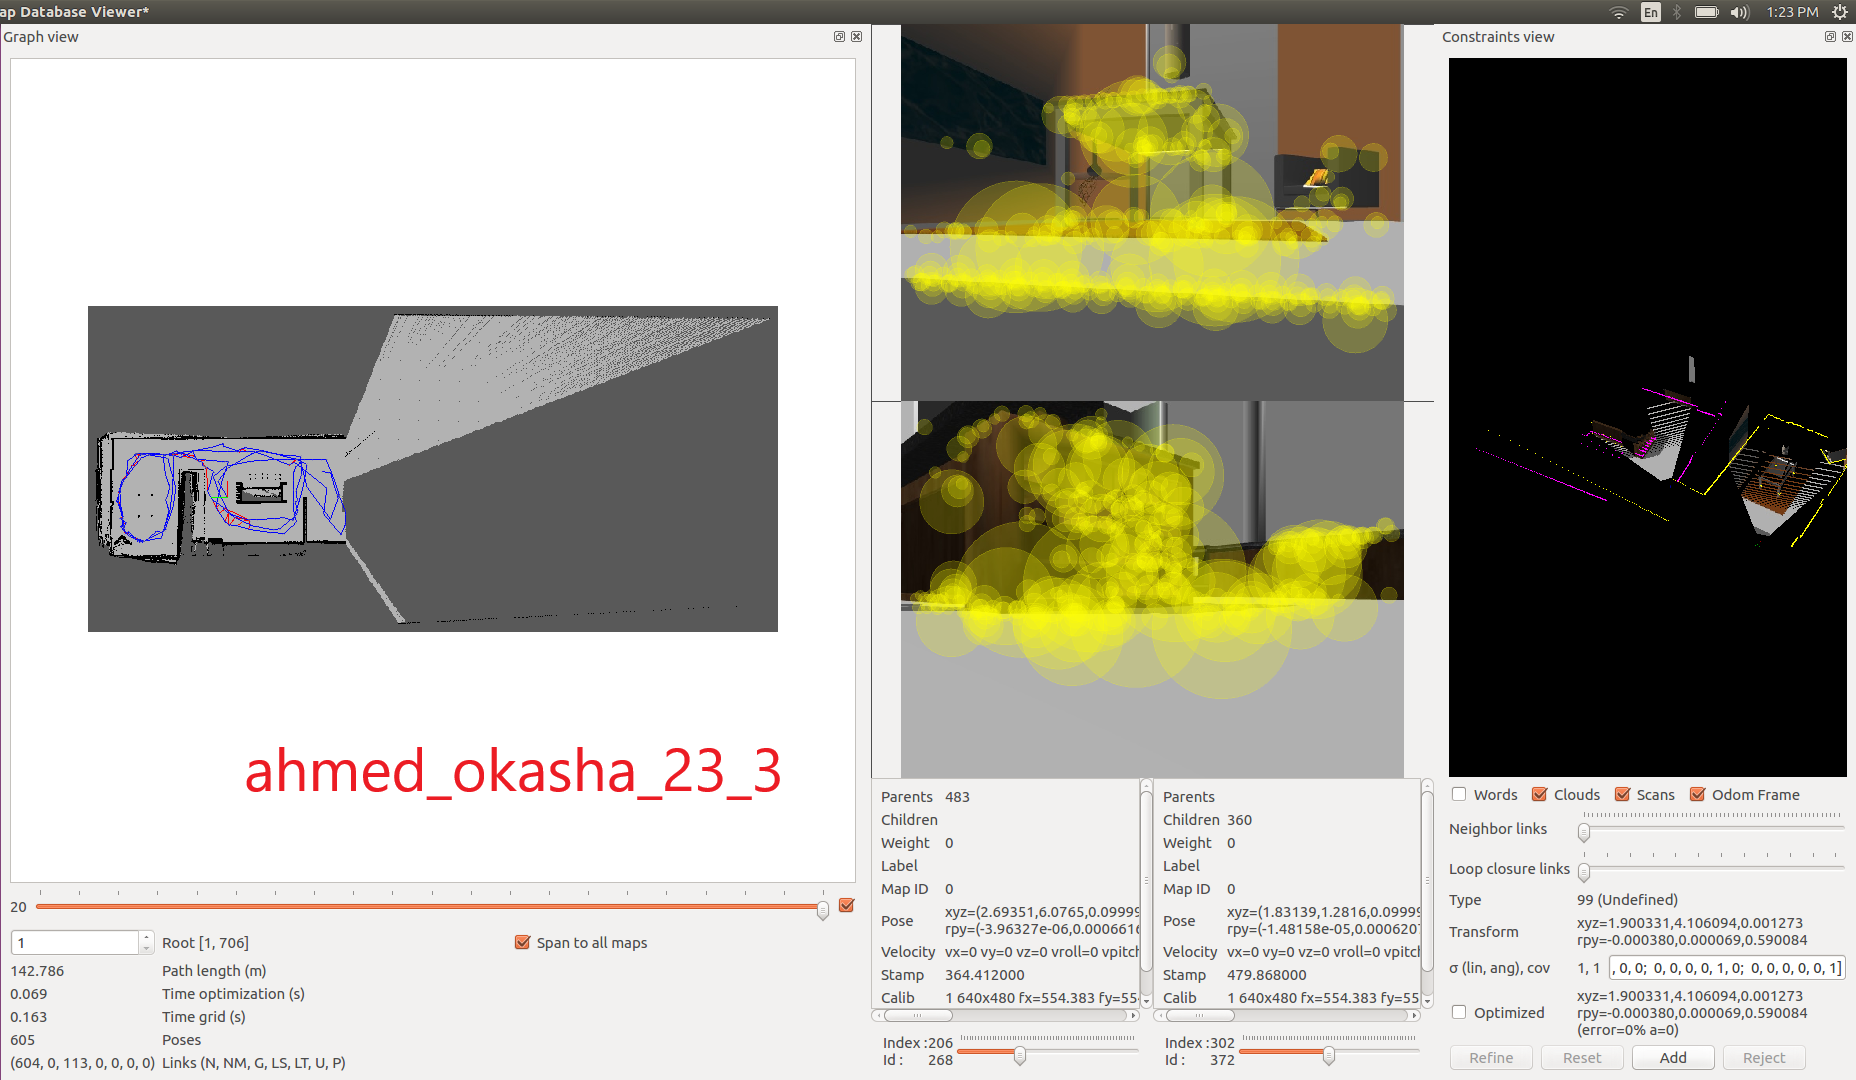 ap Database Viewer*
En
1:23 PM
Graph view
Constraints view
ahmed_okasha_23_3
20
1
Root [1, 706]
Span to all maps
142.786 Path length (m)
0.069 Time optimization (s)
0.163 Time grid (s)
605 Poses
(604, 0, 113, 0, 0, 0, 0) Links (N, NM, G, LS, LT, U, P)
Parents 483
Children
Weight 0
Label
Map ID 0
Pose xyz=(2.69351,6.0765,0.09999
rpy=(-3.96327e-06,0.0006616
Velocity vx=0 vy=0 vz=0 vroll=0 vpitch
Stamp 364.412000
Calib 1 640x480 fx=554.383 fy=55
Index :206
Id : 268
Parents
Children 360
Weight 0
Label
Map ID 0
Pose xyz=(1.83139,1.2816,0.09999
rpy=(-1.48158e-05,0.0006207
Velocity vx=0 vy=0 vz=0 vroll=0 vpitch
Stamp 479.868000
Calib 1 640x480 fx=554.383 fy=55
Index :302
Id : 372
Words Clouds Scans Odom Frame
Neighbor links
Loop closure links
Type 99 (Undefined)
Transform xyz=1.900331,4.106094,0.001273
rpy=-0.000380,0.000069,0.590084
σ (lin, ang), cov 1, 1 , 0, 0; 0, 0, 0, 0, 1, 0; 0, 0, 0, 0, 0, 1]
Optimized xyz=1.900331,4.106094,0.001273
rpy=-0.000380,0.000069,0.590084
(error=0% a=0)
Refine Reset Add Reject